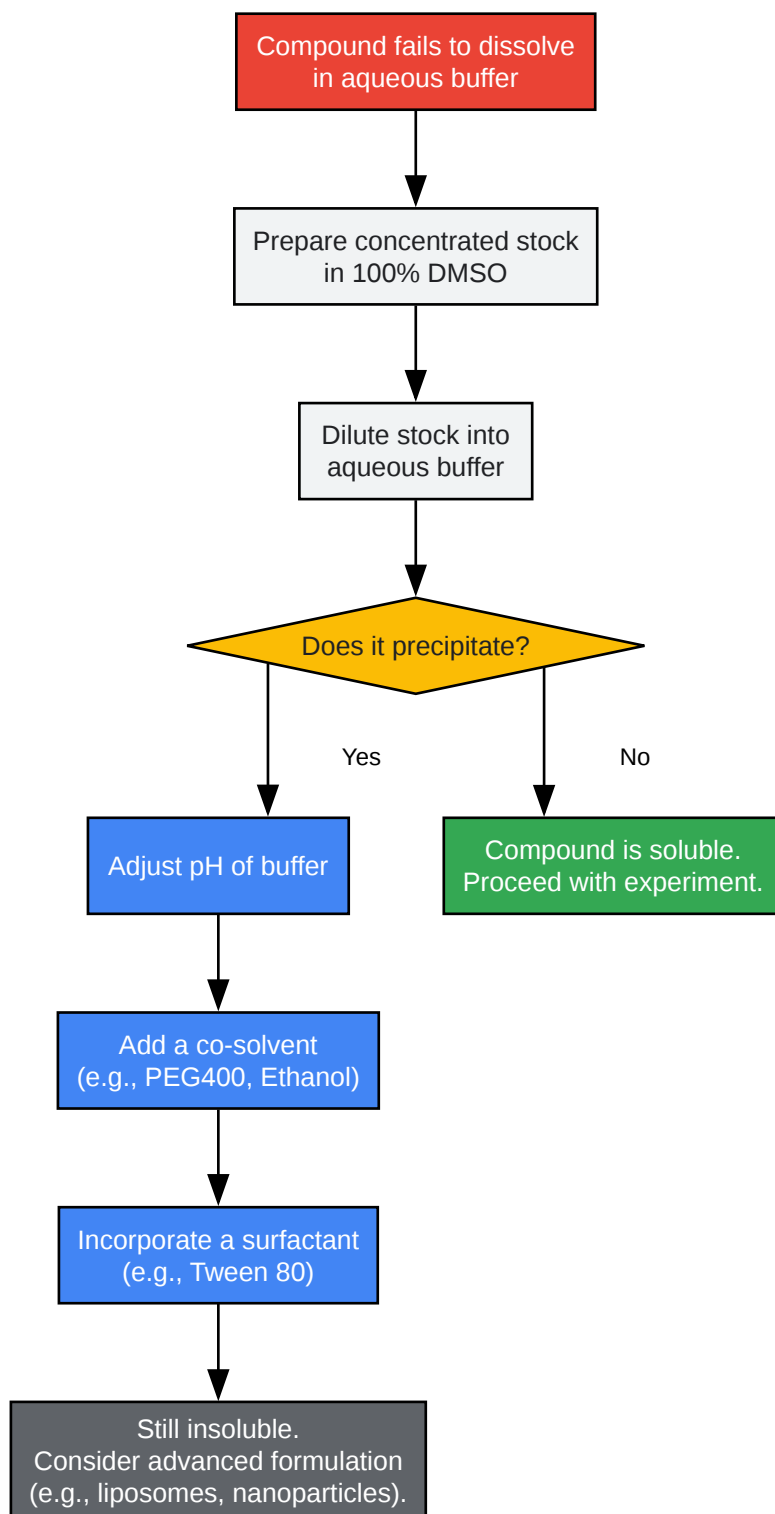 Compound fails to dissolve
in aqueous buffer
Prepare concentrated stock
in 100% DMSO
Dilute stock into
aqueous buffer
Does it precipitate?
Yes
No
Adjust pH of buffer
Compound is soluble.
Proceed with experiment.
Add a co-solvent
(e.g., PEG400, Ethanol)
Incorporate a surfactant
(e.g., Tween 80)
Still insoluble.
Consider advanced formulation
(e.g., liposomes, nanoparticles).